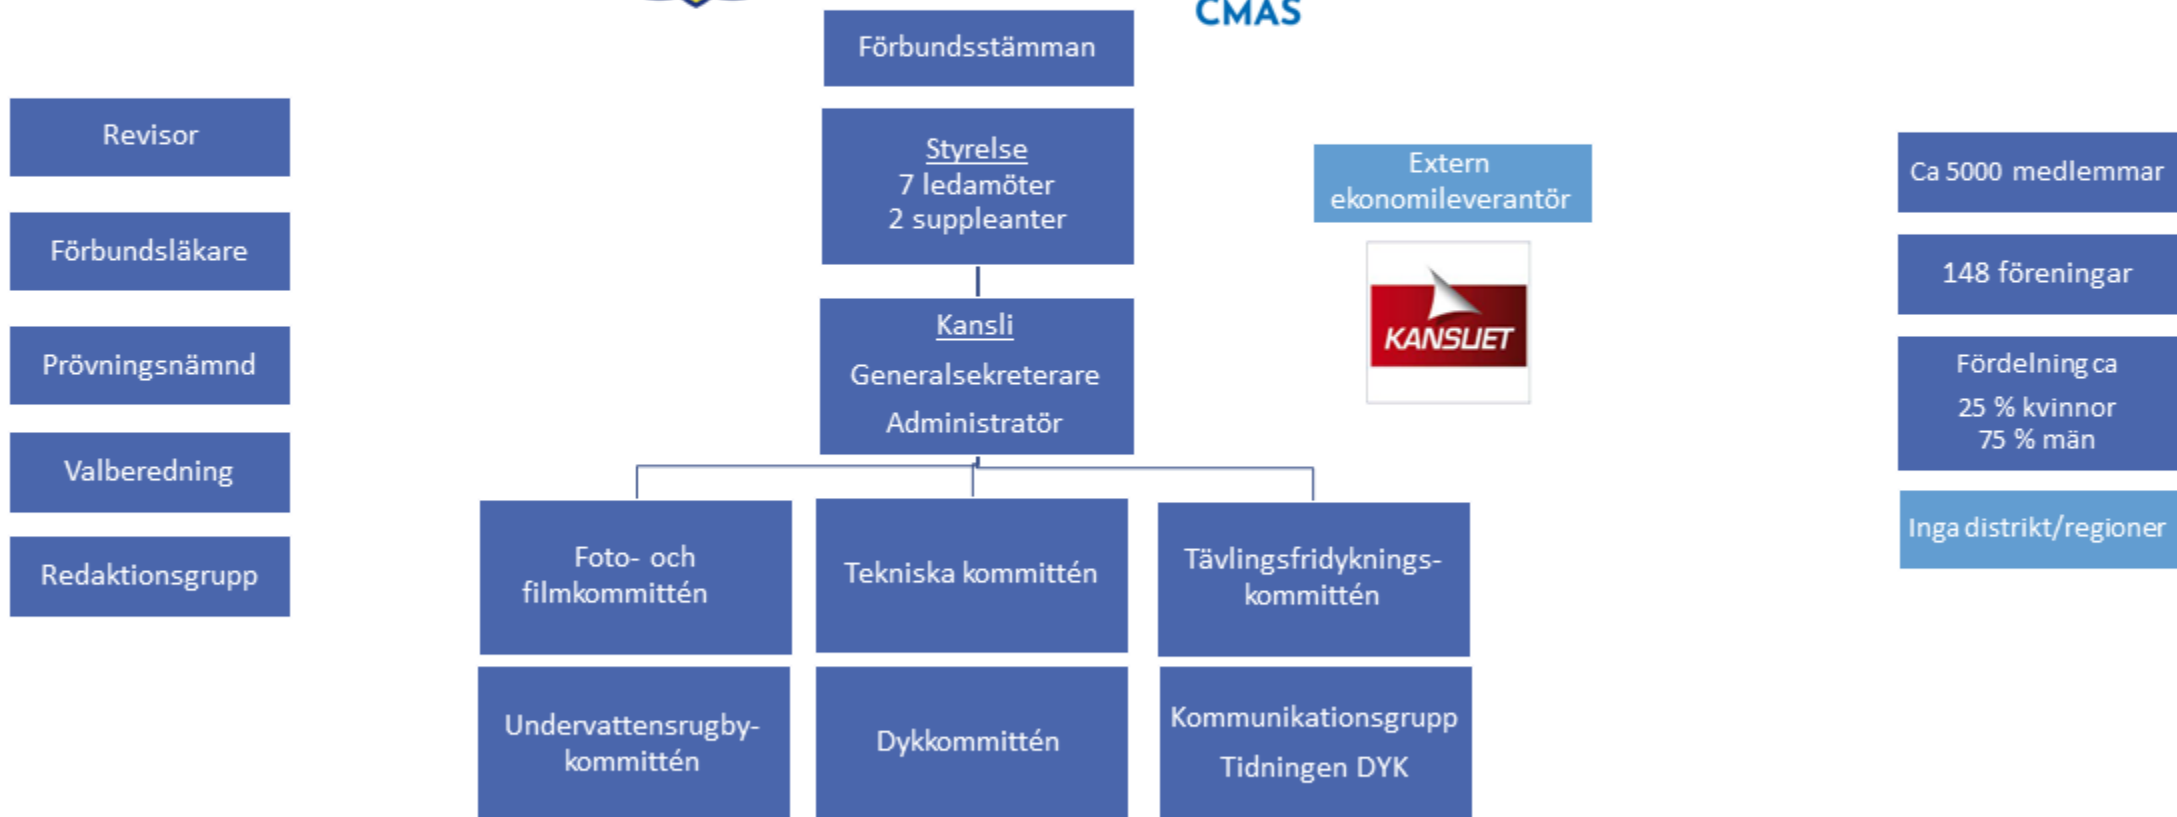 CMAS
Förbundsstämman
Styrelse
7 ledamöter
2 suppleanter
Kansli
Generalsekreterare
Administratör
Revisor
Förbundsläkare
Prövningsnämnd
Valberedning
Redaktionsgrupp
Extern
ekonomileverantör
KANSLIET
Ca 5000 medlemmar
148 föreningar
Fördelning ca
25 % kvinnor
75 % män
Inga distrikt/regioner
Foto- och
filmkommittén
Tekniska kommittén
Tävlingsfridyknings-
kommittén
Undervattensrugby-
kommittén
Dykkommittén
Kommunikationsgrupp
Tidningen DYK